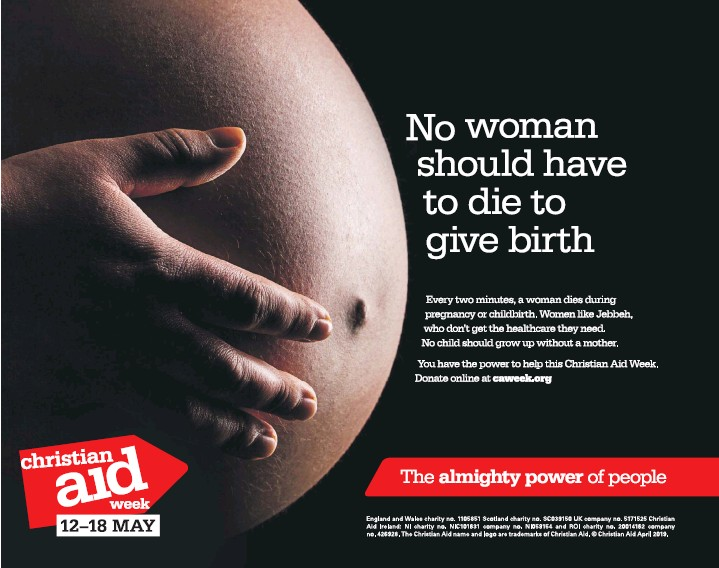 No woman
should have
to die to
give birth
Every two minutes, a woman dies during
pregnancy or childbirth. Women like Jebbeh,
who don't get the healthcare they need.
No child should grow up without a mother.
You have the power to help this Christian Aid Week.
Donate online at caweek.org
christian
aid
week
12–18 MAY
The almighty power of people
England and Wales charity no. 1105851 Scotland charity no. SC039150 UK company no. 5171525 Christian
Aid Ireland: NI charity no. NIC101631 company no. NI059154 and ROI charity no. 20014162 company
no. 426928. The Christian Aid name and logo are trademarks of Christian Aid. © Christian Aid April 2019.